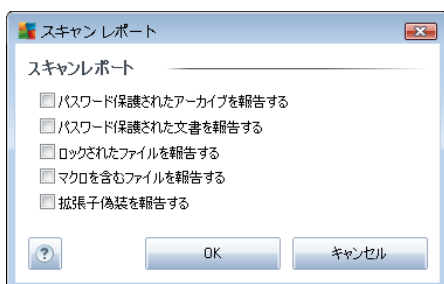 スキャン レポート
スキャンレポート
パスワード保護されたアーカイブを報告する
パスワード保護された文書を報告する
ロックされたファイルを報告する
マクロを含むファイルを報告する
拡張子偽装を報告する
? OK キャンセル